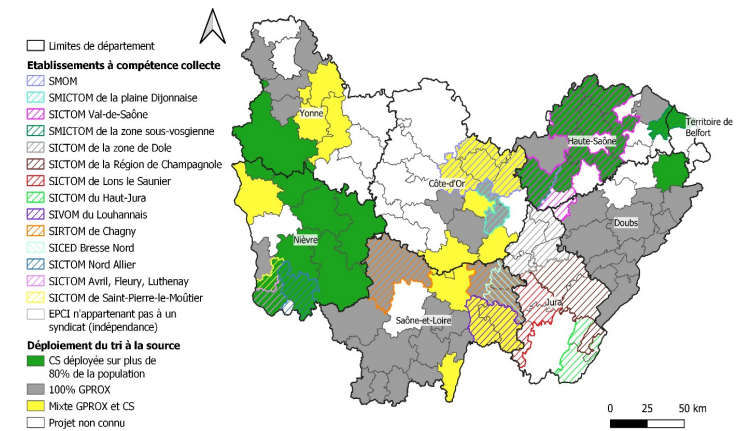 Limites de département
Etablissements à compétence collecte
SMOM
SMICTOM de la plaine Dijonnaise
SICTOM Val-de-Saône
SMICTOM de la zone sous-vosgienne
SICTOM de la zone de Dole
SICTOM de la Région de Champagnole
SICTOM de Lons le Saunier
SICTOM du Haut-Jura
SIVOM du Louhannais
SIRTOM de Chagny
SICED Bresse Nord
SICTOM Nord Allier
SICTOM Avril, Fleury, Luthenay
SICTOM de Saint-Pierre-le-Moûtier
EPCI n'appartenant pas à un
syndicat (indépendance)
Déploiement du tri à la source
CS déployée sur plus de
80% de la population
100% GPROX
Mixte GPROX et CS
Projet non connu
Yonne
Territoire de
Belfort
Haute-Saône
Côte-d'Or
Doubs
Nièvre
Jura
Saône-et-Loire
0 25 50 km